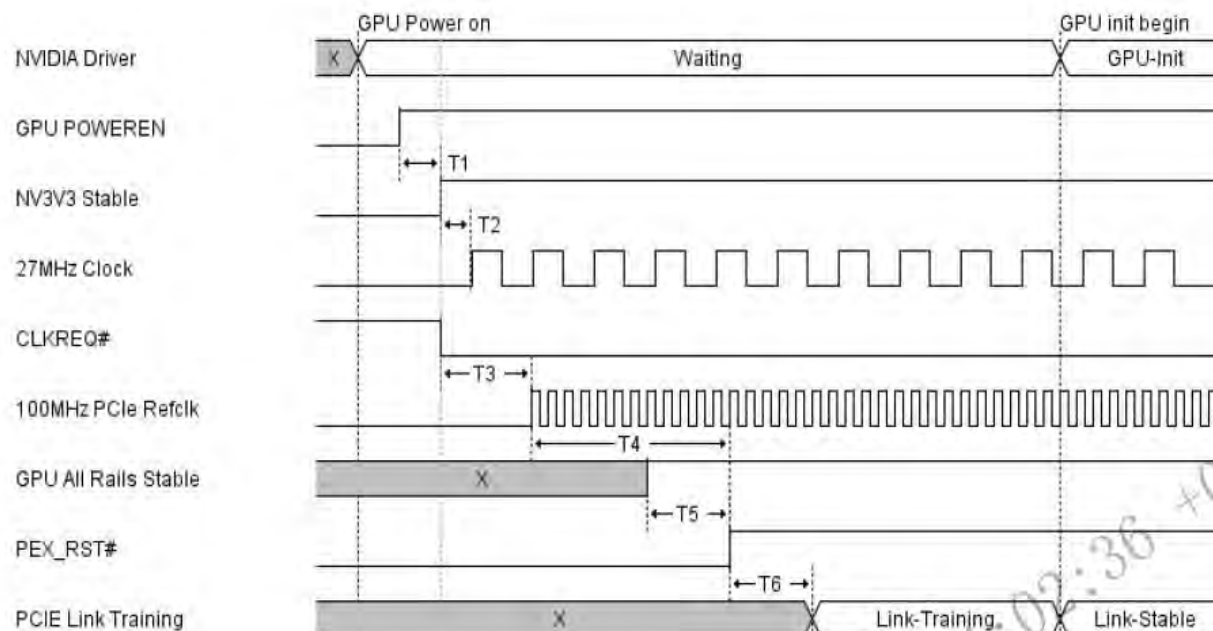 GPU Power on GPU init begin
NVIDIA Driver X Waiting GPU-Init
GPU POWEREN
T1
NV3V3 Stable
T2
27MHz Clock
CLKREQ#
T3
100MHz PCIe Refclk
T4
GPU All Rails Stable X
T5
PEX_RST#
T6
02:36
PCIE Link Training X Link-Training Link-Stable